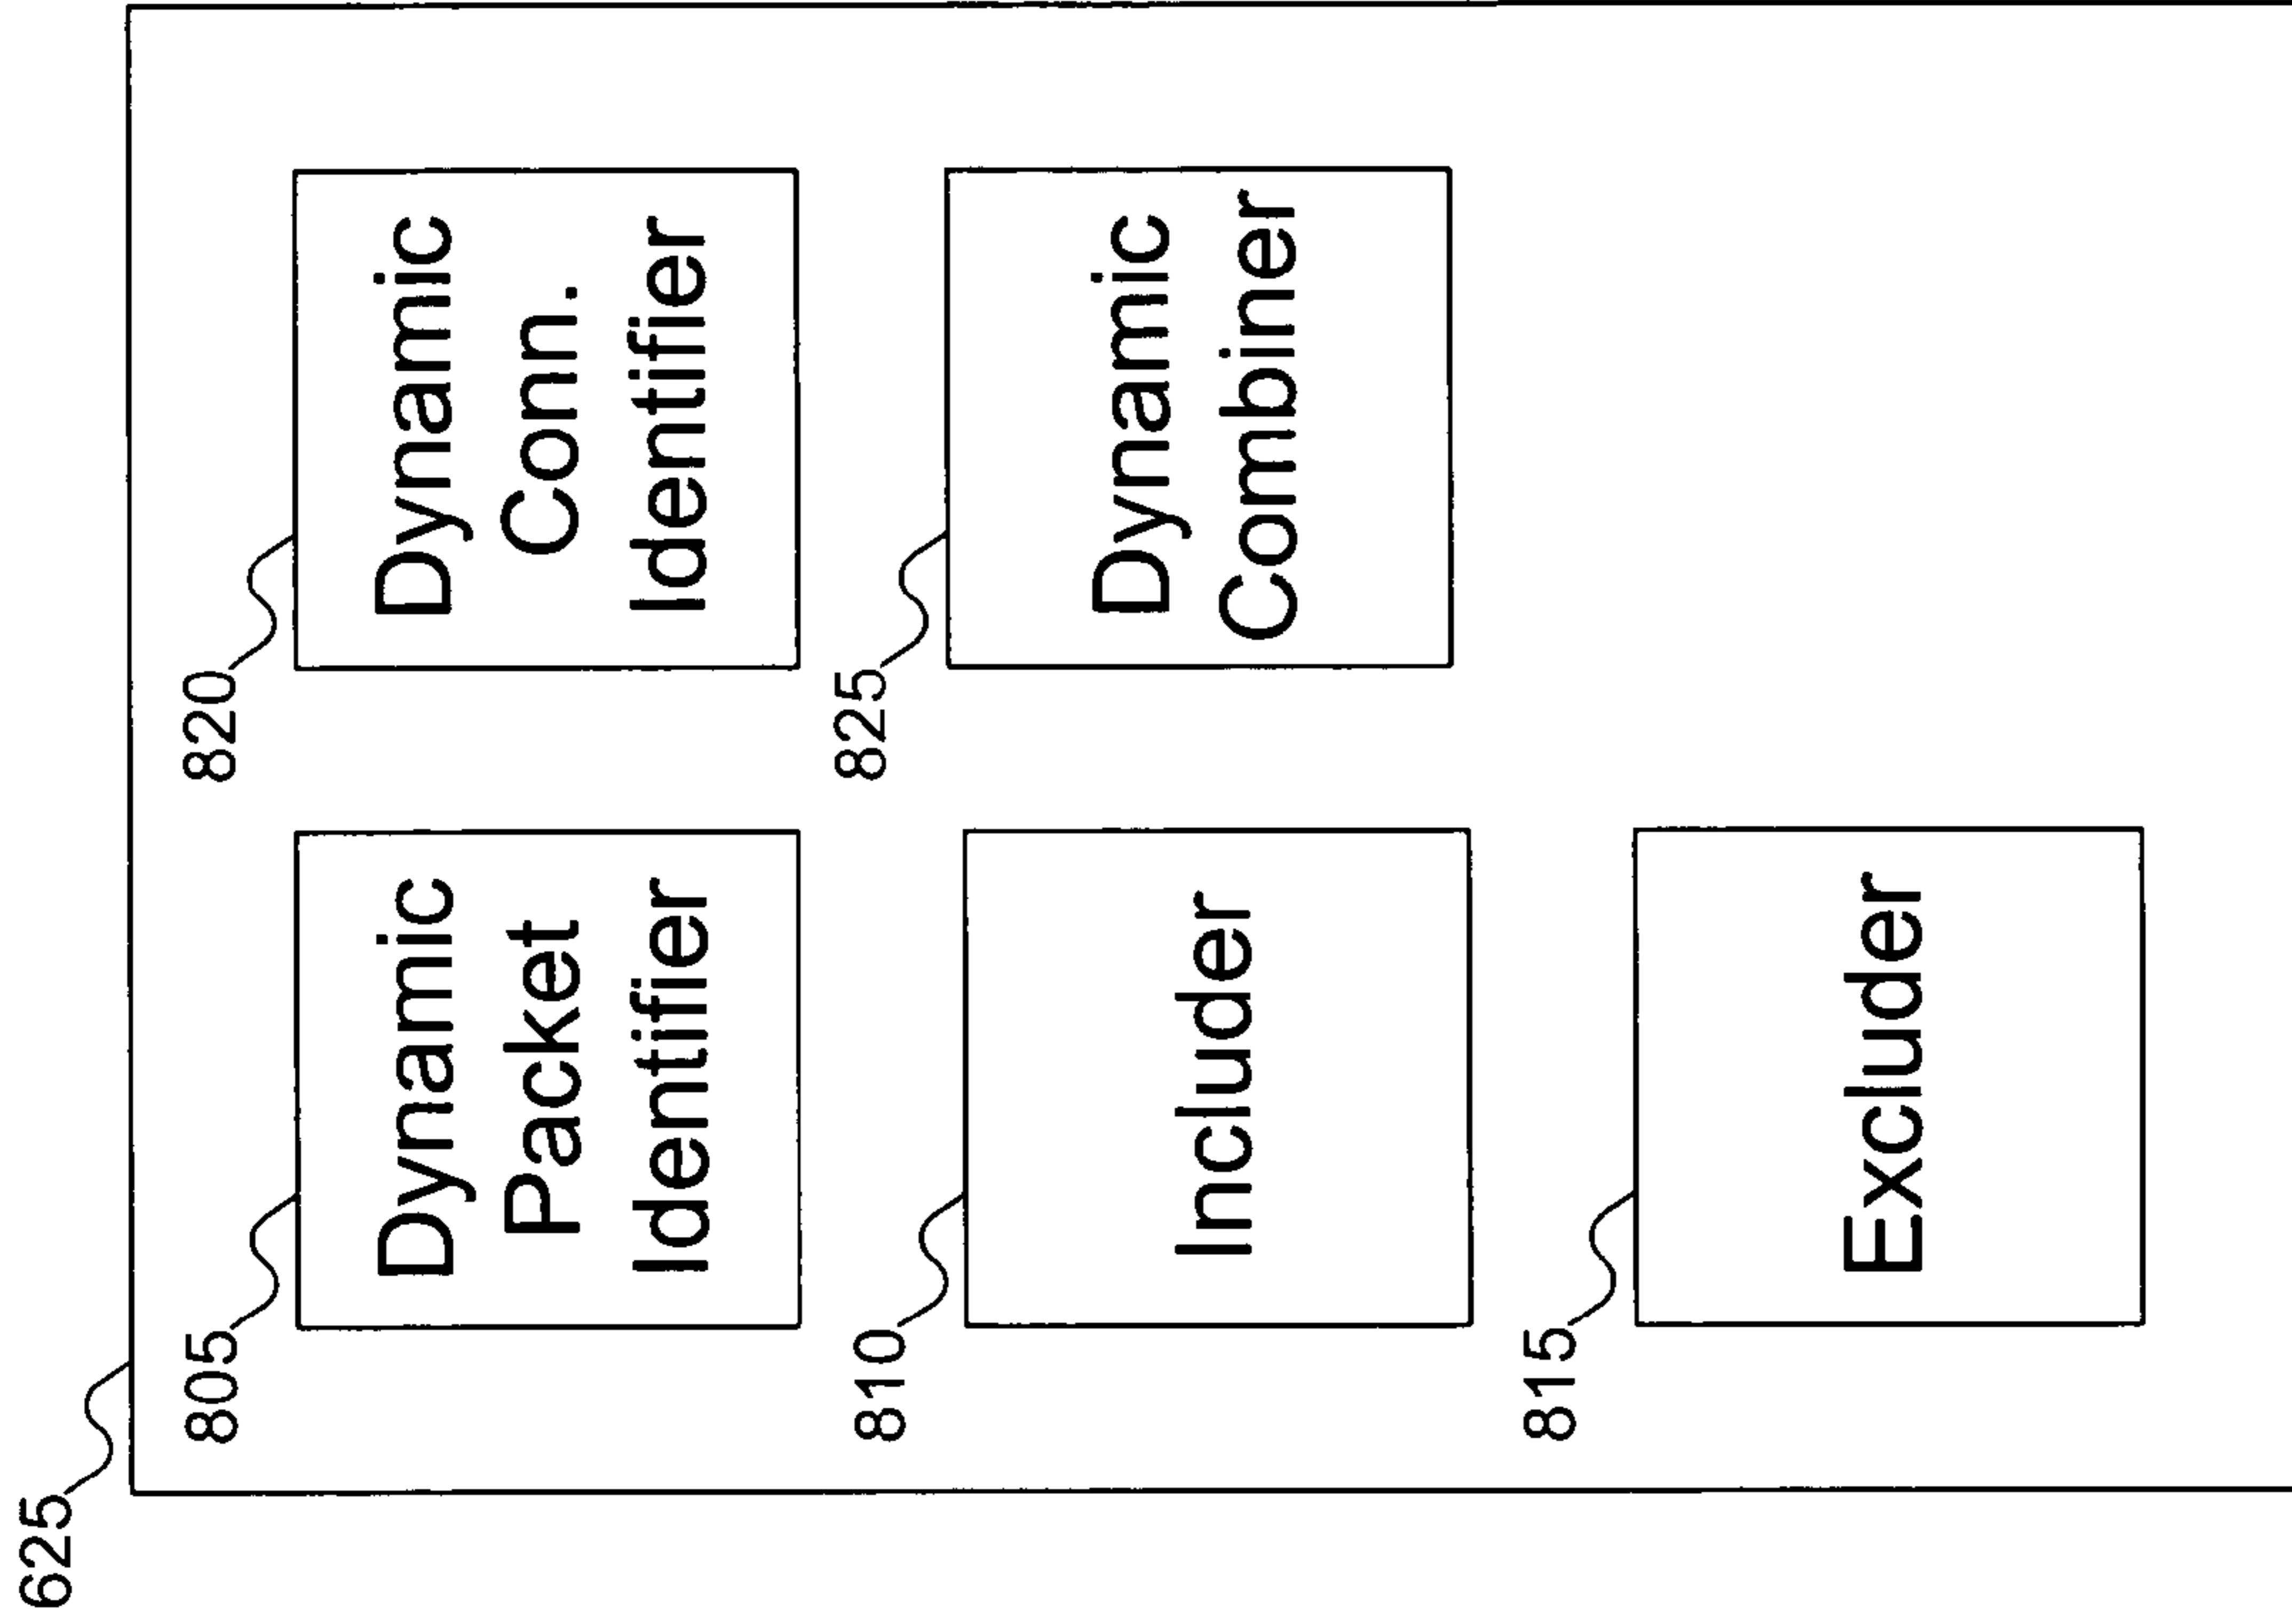 625
805
Dynamic
Packet
Identifier
810
Includer
815
Excluder
820
Dynamic
Conn.
Identifier
825
Dynamic
Combiner